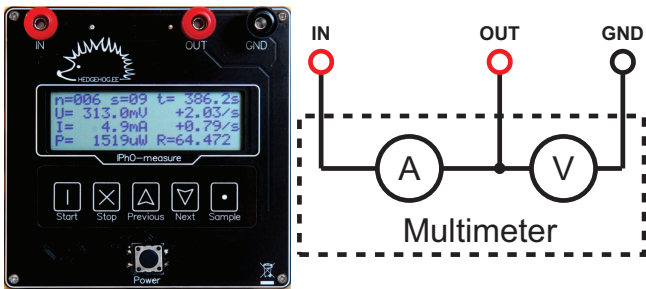 IN
OUT
GND
HEDGEHOG.EE
n=006 s=09 t= 386.2s
U= 313.0mV +2.03/s
I= 4.9mA +0.79/s
P= 1519uW R=64.472
IPhO-measure
Start Stop Previous Next Sample
Power
IN OUT GND
A V
Multimeter